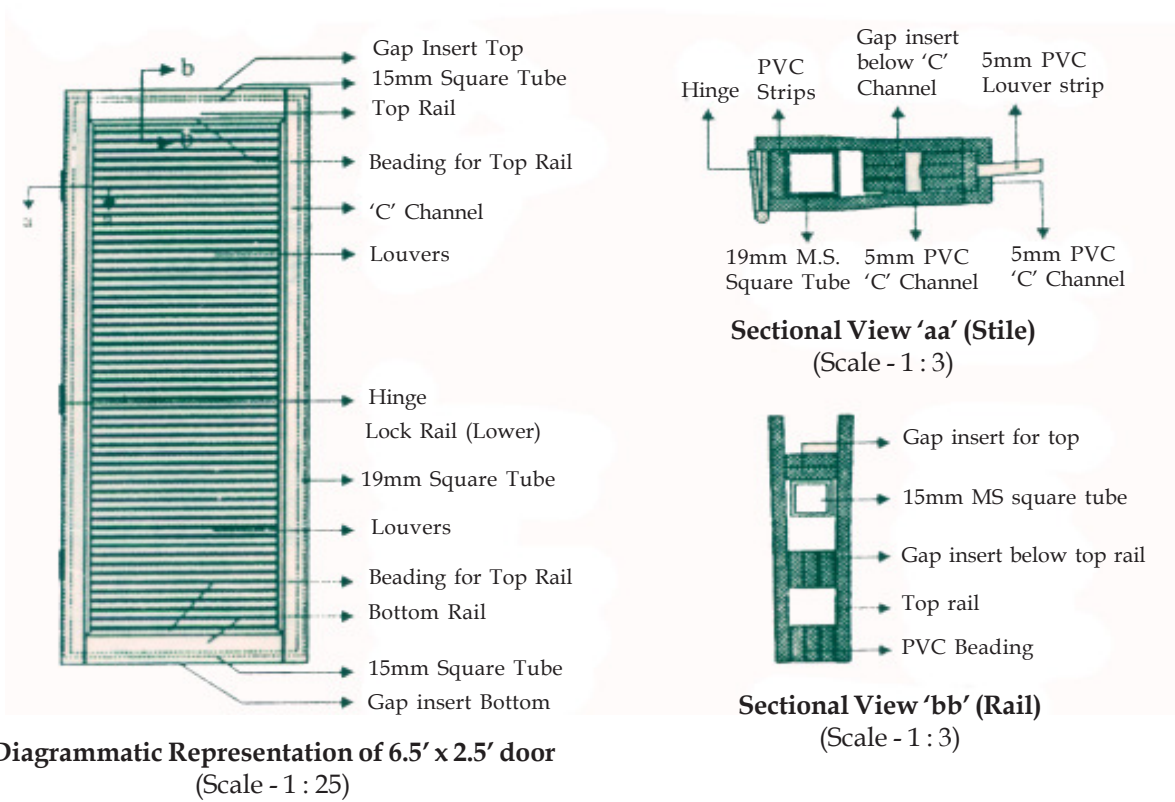 b
b
a
Gap Insert Top
15mm Square Tube
Top Rail
Beading for Top Rail
‘C’ Channel
Louvers
Hinge
Lock Rail (Lower)
19mm Square Tube
Louvers
Beading for Top Rail
Bottom Rail
15mm Square Tube
Gap insert Bottom
Diagrammatic Representation of 6.5’ x 2.5’ door
(Scale - 1 : 25)
Hinge
PVC
Strips
Gap insert
below ‘C’
Channel
5mm PVC
Louver strip
19mm M.S.
Square Tube
5mm PVC
‘C’ Channel
5mm PVC
‘C’ Channel
Sectional View ‘aa’ (Stile)
(Scale - 1 : 3)
Gap insert for top
15mm MS square tube
Gap insert below top rail
Top rail
PVC Beading
Sectional View ‘bb’ (Rail)
(Scale - 1 : 3)